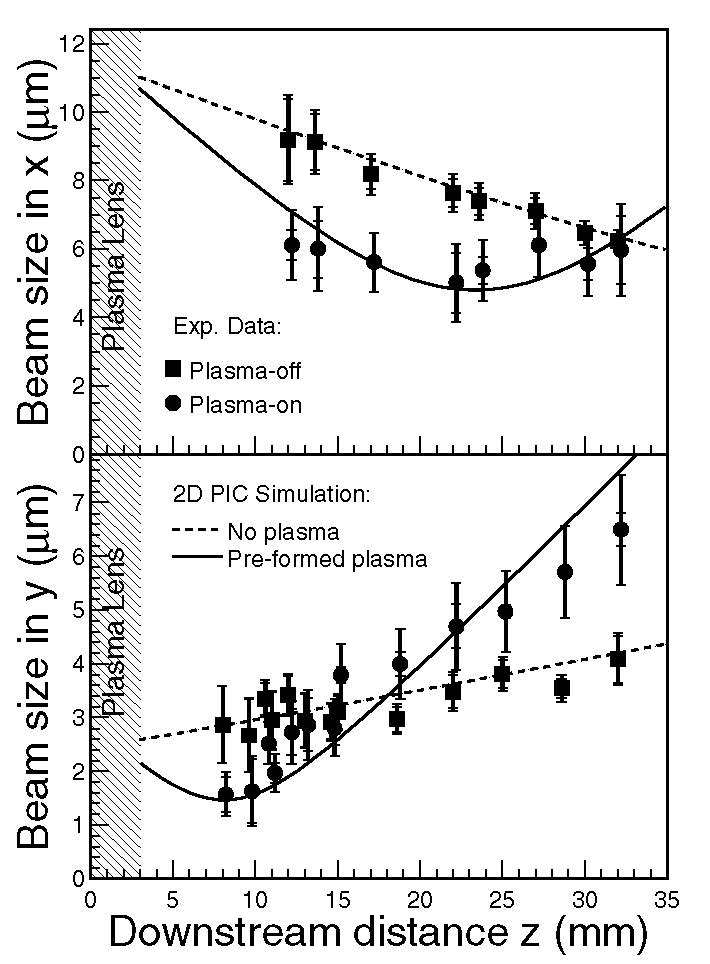 12
10
8
6
4
2
0
Beam size in x (μm)
Plasma Lens
Exp. Data:
Plasma-off
Plasma-on
7
6
5
4
3
2
1
0
Beam size in y (μm)
Plasma Lens
2D PIC Simulation:
No plasma
Pre-formed plasma
0 5 10 15 20 25 30 35
Downstream distance z (mm)